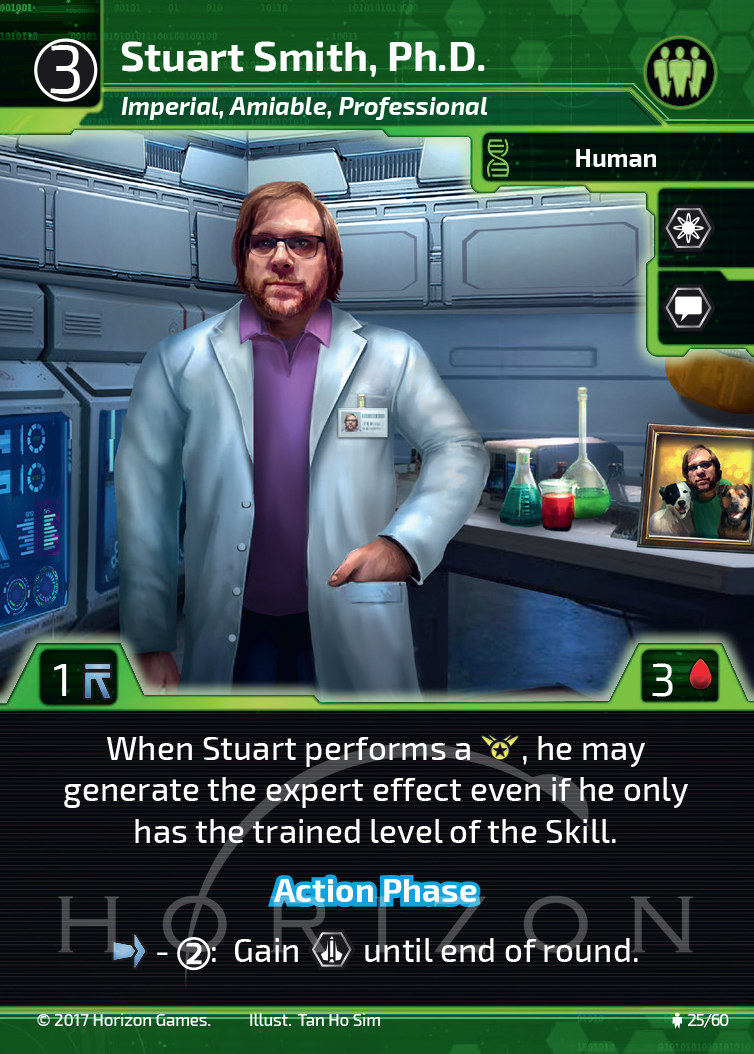 3
Stuart Smith, Ph.D.
Imperial, Amiable, Professional
Human
1
3
When Stuart performs a , he may
generate the expert effect even if he only
has the trained level of the Skill.
Action Phase
HORIZON
- 2: Gain until end of round.
© 2017 Horizon Games. Illust. Tan Ho Sim 25/60